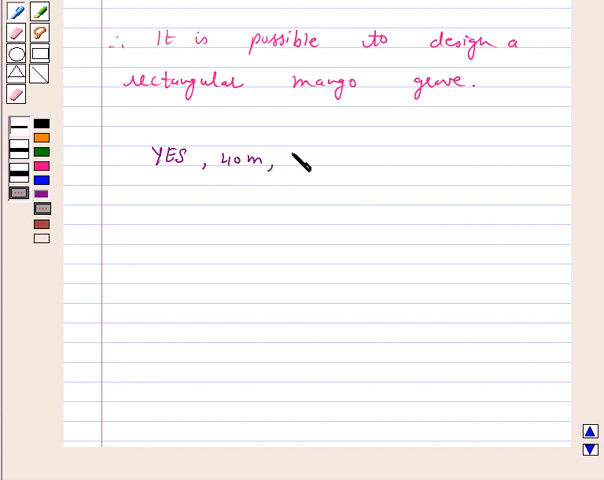 ∴ It is possible to design a
rectangular mango grove.
YES, 40m,